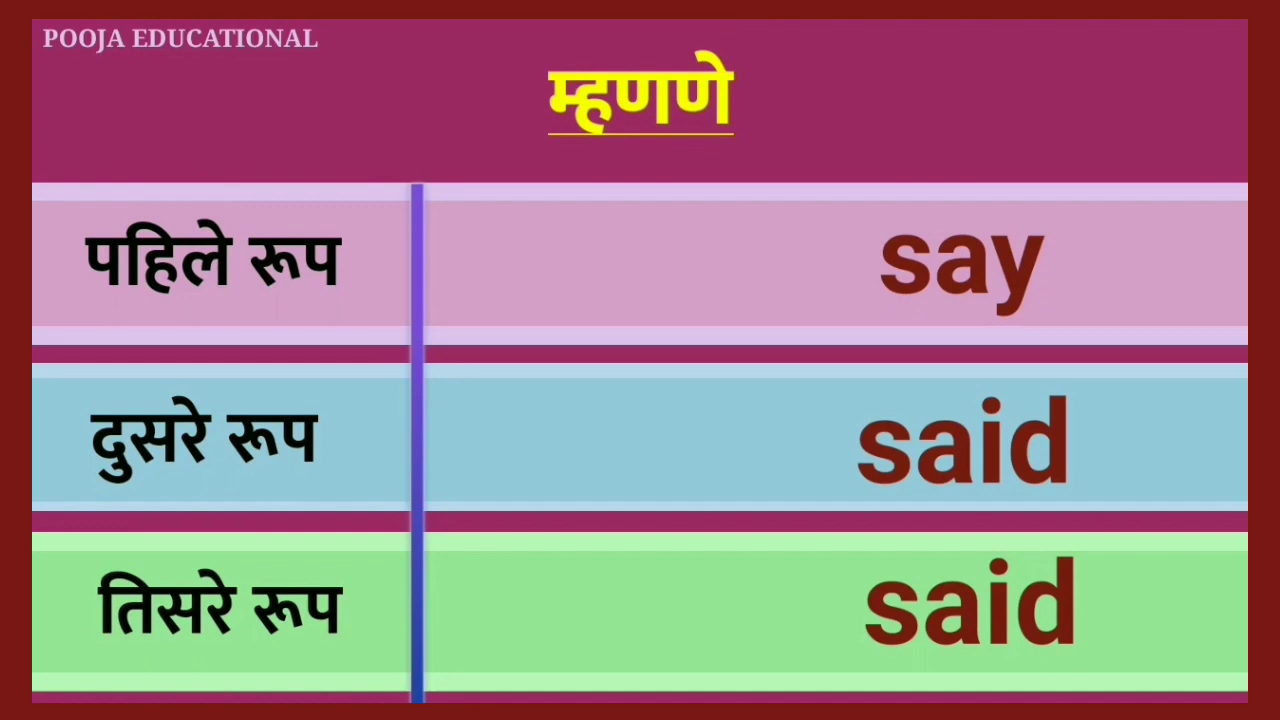 POOJA EDUCATIONAL
म्हणणे
पहिले रूप say
दुसरे रूप said
तिसरे रूप said